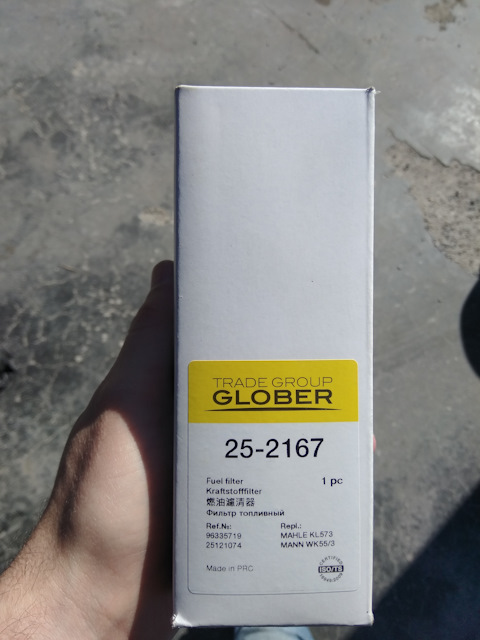 TRADE GROUP
GLOBER
25-2167
Fuel filter 1 pc
Kraftstofffilter
燃油濾清器
Фильтр топливный
Ref.№: Repl.:
96335719 MAHLE KL573
25121074 MANN WK55/3
Made in PRC
CERTIFIED
ISO/TS